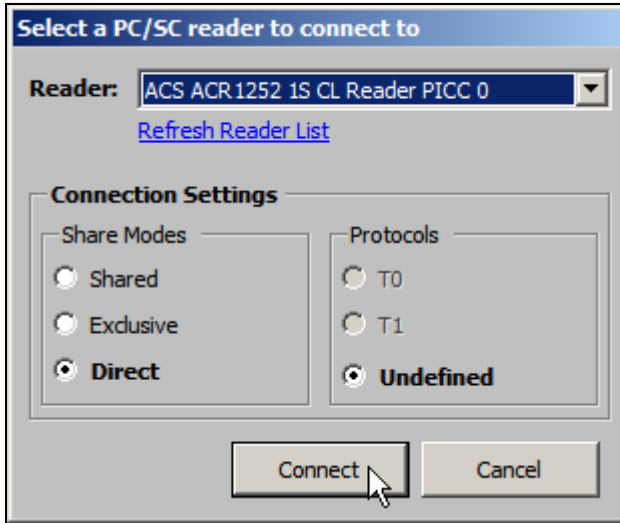 Select a PC/SC reader to connect to
Reader: ACS ACR1252 1S CL Reader PICC 0
Refresh Reader List
Connection Settings
Share Modes
Shared
Exclusive
Direct
Protocols
T0
T1
Undefined
Connect Cancel